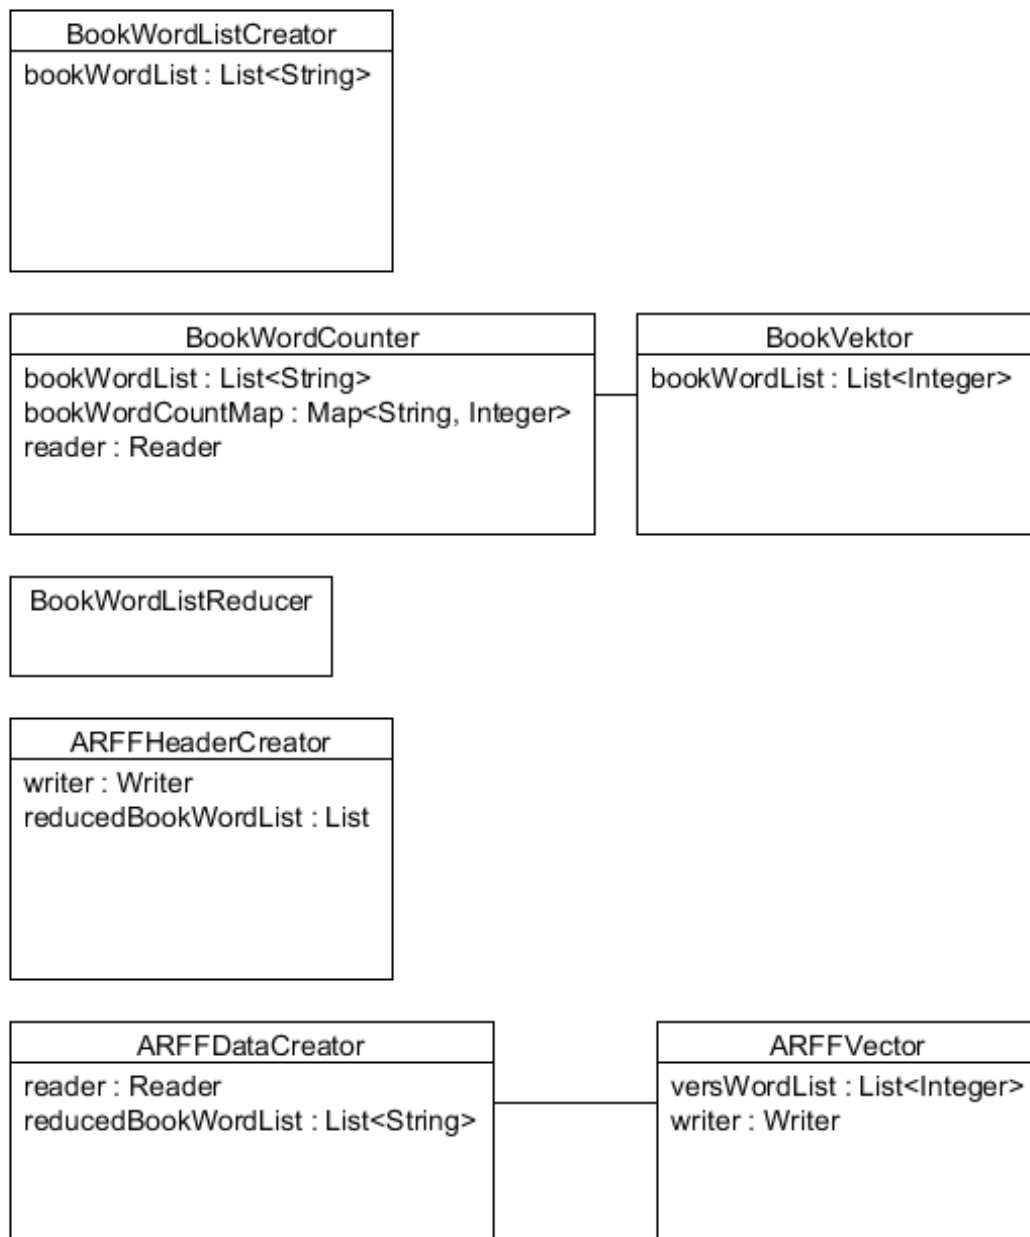 BookWordListCreator
bookWordList : List<String>
BookWordCounter
bookWordList : List<String>
bookWordCountMap : Map<String, Integer>
reader : Reader
BookVektor
bookWordList : List<Integer>
BookWordListReducer
ARFFHeaderCreator
writer : Writer
reducedBookWordList : List
ARFFDataCreator
reader : Reader
reducedBookWordList : List<String>
ARFFVector
versWordList : List<Integer>
writer : Writer